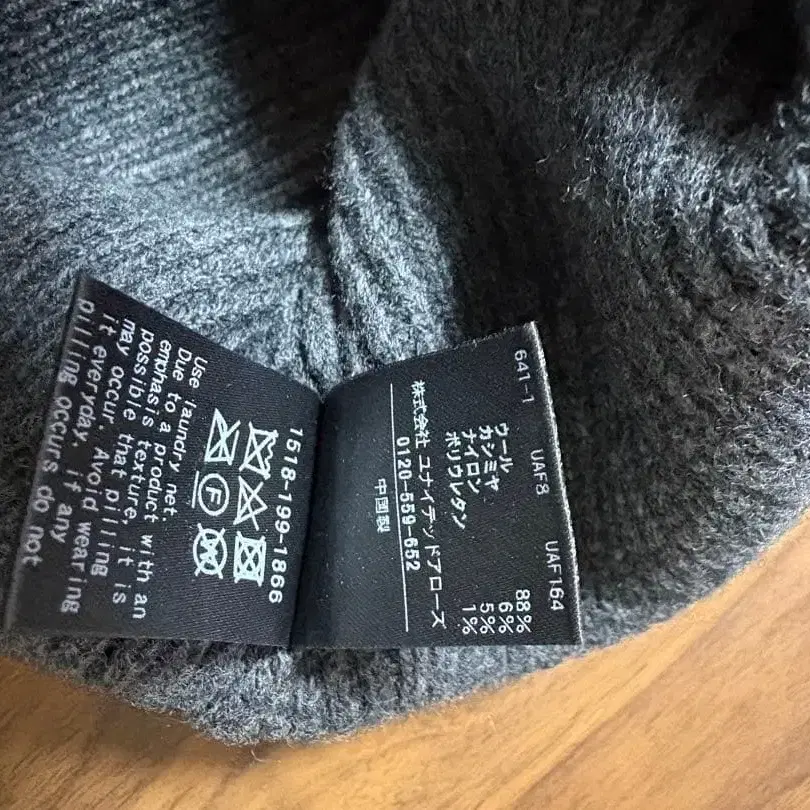 1518-199-1866
Use laundry net.
Due to a product with an
emphasis texture, it is
possible that pilling
may occur. Avoid wearing
it everyday, if any
pilling occurs do not
641-1 UAF8 UAF164
ウール 88%
カシミヤ 6%
ナイロン 5%
ポリウレタン 1%
株式会社 ユナイテッドアローズ
0120-559-652
中国製